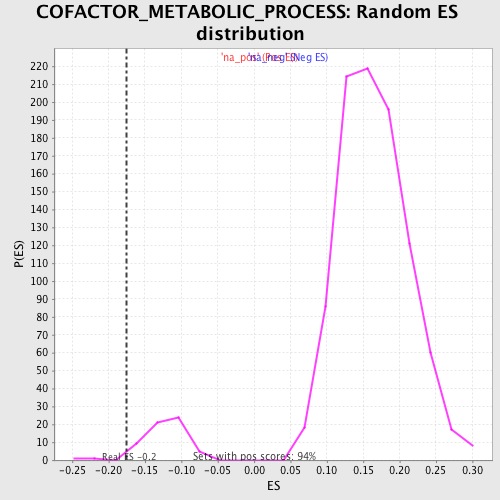 COFACTOR_METABOLIC_PROCESS: Random ES
distribution
'na_pos' (Pos ES) 'na_neg' (Neg ES)
P(ES)
220
210
200
190
180
170
160
150
140
130
120
110
100
90
80
70
60
50
40
30
20
10
0
Real ES -0.2
Sets with pos scores: 94%
-0.25 -0.20 -0.15 -0.10 -0.05 0.00 0.05 0.10 0.15 0.20 0.25 0.30
ES